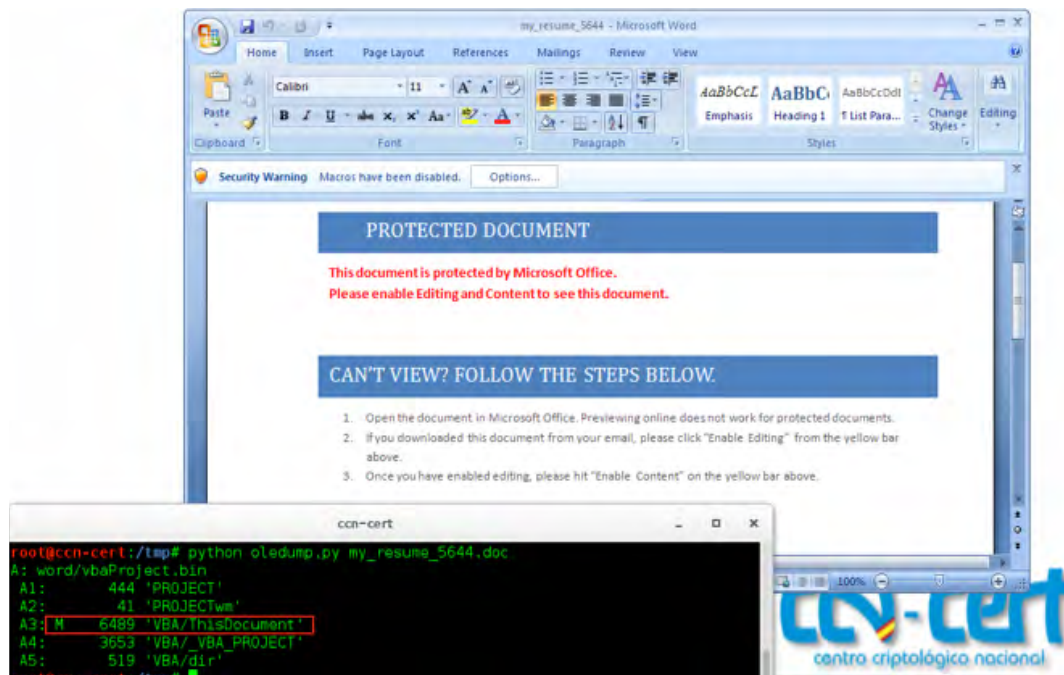 my_resume_5644 - Microsoft Word
Home Insert Page Layout References Mailings Review View
Calibri 11
AaBbCcL AaBbC AaBbCcDdI
Paste
Emphasis Heading 1 ¶ List Para...
Change Styles
Editing
Clipboard Font Paragraph Styles
Security Warning Macros have been disabled. Options...
PROTECTED DOCUMENT
This document is protected by Microsoft Office.
Please enable Editing and Content to see this document.
CAN'T VIEW? FOLLOW THE STEPS BELOW.
1. Open the document in Microsoft Office. Previewing online does not work for protected documents.
2. If you downloaded this document from your email, please click "Enable Editing" from the yellow bar
above.
3. Once you have enabled editing, please hit "Enable Content" on the yellow bar above.
100%
ccn-cert
root@ccn-cert:/tmp# python oledump.py my_resume_5644.doc
A: word/vbaProject.bin
A1: 444 'PROJECT'
A2: 41 'PROJECTwm'
A3: M 6489 'VBA/ThisDocument'
A4: 3653 'VBA/_VBA_PROJECT'
A5: 519 'VBA/dir'
ccn-cert
centro criptológico nacional